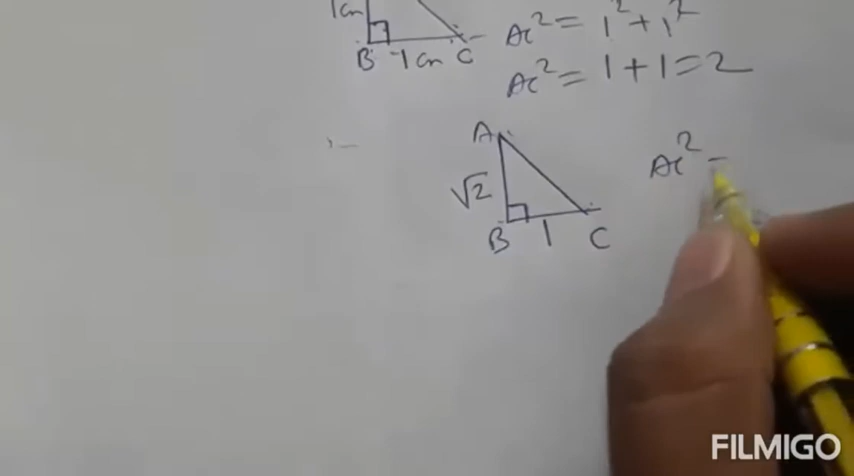 1cm
B 1cm C
AC² = 1² + 1²
AC² = 1 + 1 = 2
A
√2
B 1 C
AC² =
FILMIGO